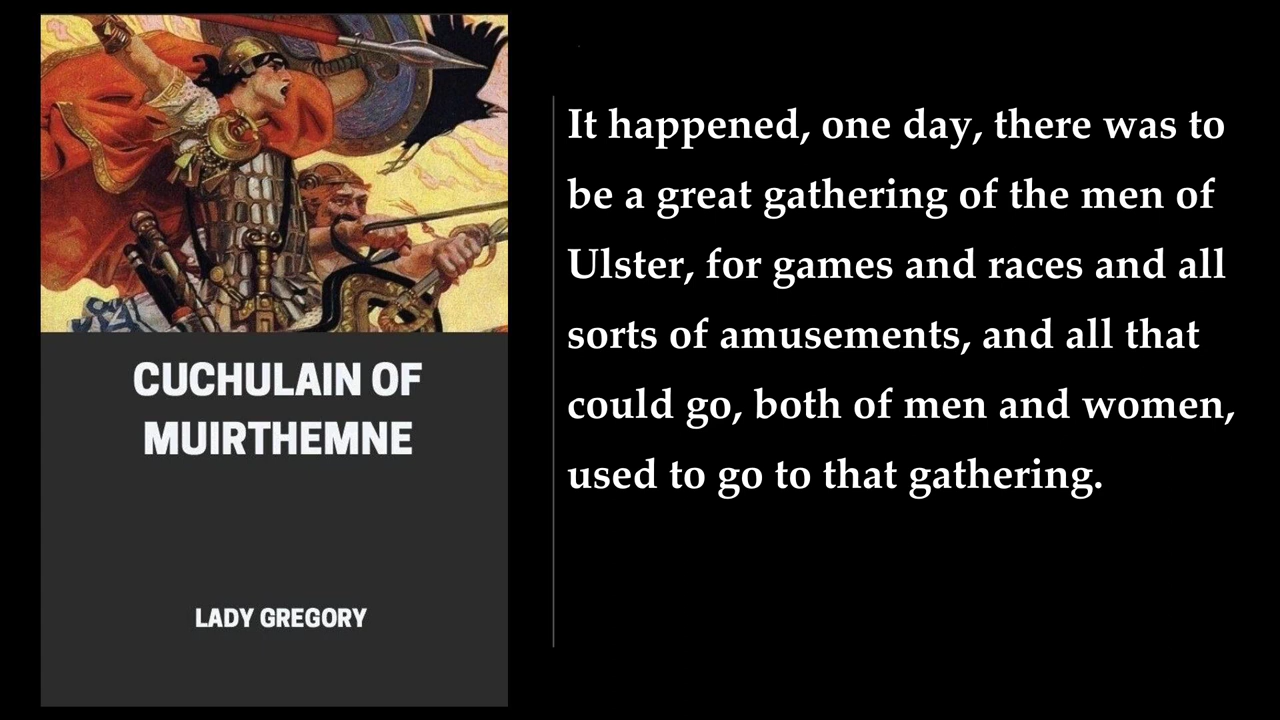 CUCHULAIN OF
MUIRTHEMNE
LADY GREGORY
It happened, one day, there was to
be a great gathering of the men of
Ulster, for games and races and all
sorts of amusements, and all that
could go, both of men and women,
used to go to that gathering.